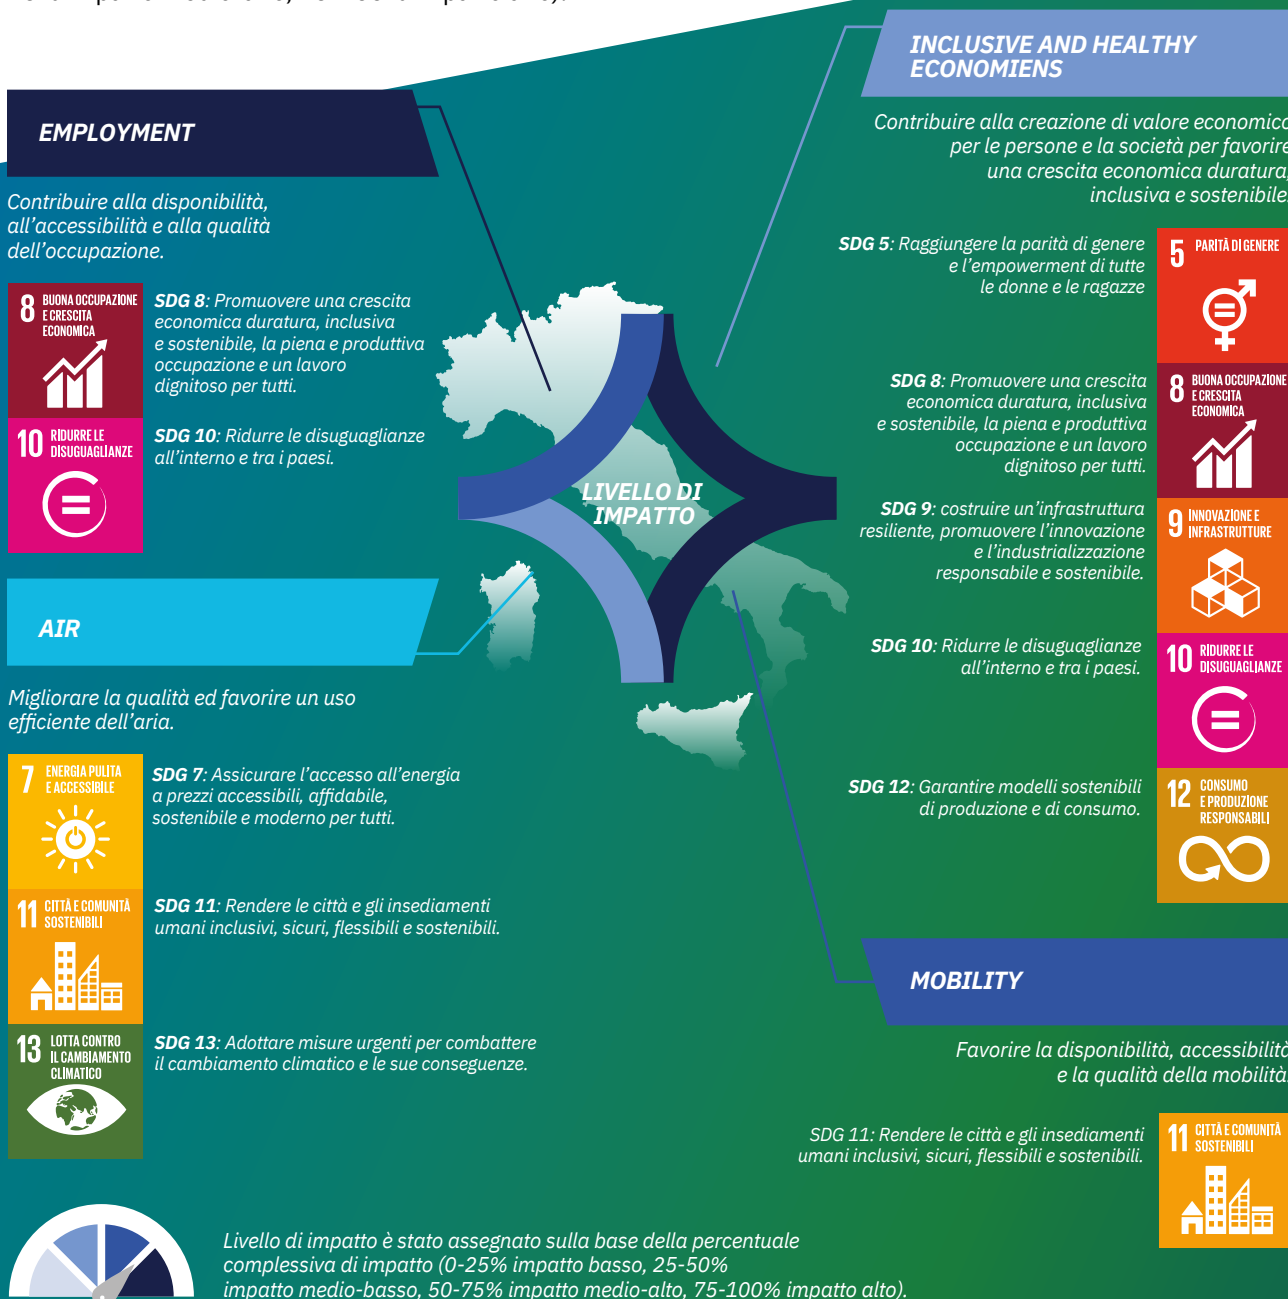 EMPLOYMENT
Contribuire alla disponibilità,
all'accessibilità e alla qualità
dell'occupazione.
8 BUONA OCCUPAZIONE
E CRESCITA
ECONOMICA
SDG 8: Promuovere una crescita
economica duratura, inclusiva
e sostenibile, la piena e produttiva
occupazione e un lavoro
dignitoso per tutti.
10 RIDURRE LE
DISUGUAGLIANZE
SDG 10: Ridurre le disuguaglianze
all'interno e tra i paesi.
AIR
Migliorare la qualità ed favorire un uso
efficiente dell'aria.
7 ENERGIA PULITA
E ACCESSIBILE
SDG 7: Assicurare l'accesso all'energia
a prezzi accessibili, affidabile,
sostenibile e moderno per tutti.
11 CITTÀ E COMUNITÀ
SOSTENIBILI
SDG 11: Rendere le città e gli insediamenti
umani inclusivi, sicuri, flessibili e sostenibili.
13 LOTTA CONTRO
IL CAMBIAMENTO
CLIMATICO
SDG 13: Adottare misure urgenti per combattere
il cambiamento climatico e le sue conseguenze.
LIVELLO DI
IMPATTO
INCLUSIVE AND HEALTHY
ECONOMIENS
Contribuire alla creazione di valore economico
per le persone e la società per favorire
una crescita economica duratura,
inclusiva e sostenibile.
SDG 5: Raggiungere la parità di genere
e l'empowerment di tutte
le donne e le ragazze
5 PARITÀ DI GENERE
SDG 8: Promuovere una crescita
economica duratura, inclusiva
e sostenibile, la piena e produttiva
occupazione e un lavoro
dignitoso per tutti.
8 BUONA OCCUPAZIONE
E CRESCITA
ECONOMICA
SDG 9: costruire un'infrastruttura
resiliente, promuovere l'innovazione
e l'industrializzazione
responsabile e sostenibile.
9 INNOVAZIONE E
INFRASTRUTTURE
SDG 10: Ridurre le disuguaglianze
all'interno e tra i paesi.
10 RIDURRE LE
DISUGUAGLIANZE
SDG 12: Garantire modelli sostenibili
di produzione e di consumo.
12 CONSUMO
E PRODUZIONE
RESPONSABILI
MOBILITY
Favorire la disponibilità, accessibilità
e la qualità della mobilità.
SDG 11: Rendere le città e gli insediamenti
umani inclusivi, sicuri, flessibili e sostenibili.
11 CITTÀ E COMUNITÀ
SOSTENIBILI
Livello di impatto è stato assegnato sulla base della percentuale
complessiva di impatto (0-25% impatto basso, 25-50%
impatto medio-basso, 50-75% impatto medio-alto, 75-100% impatto alto).